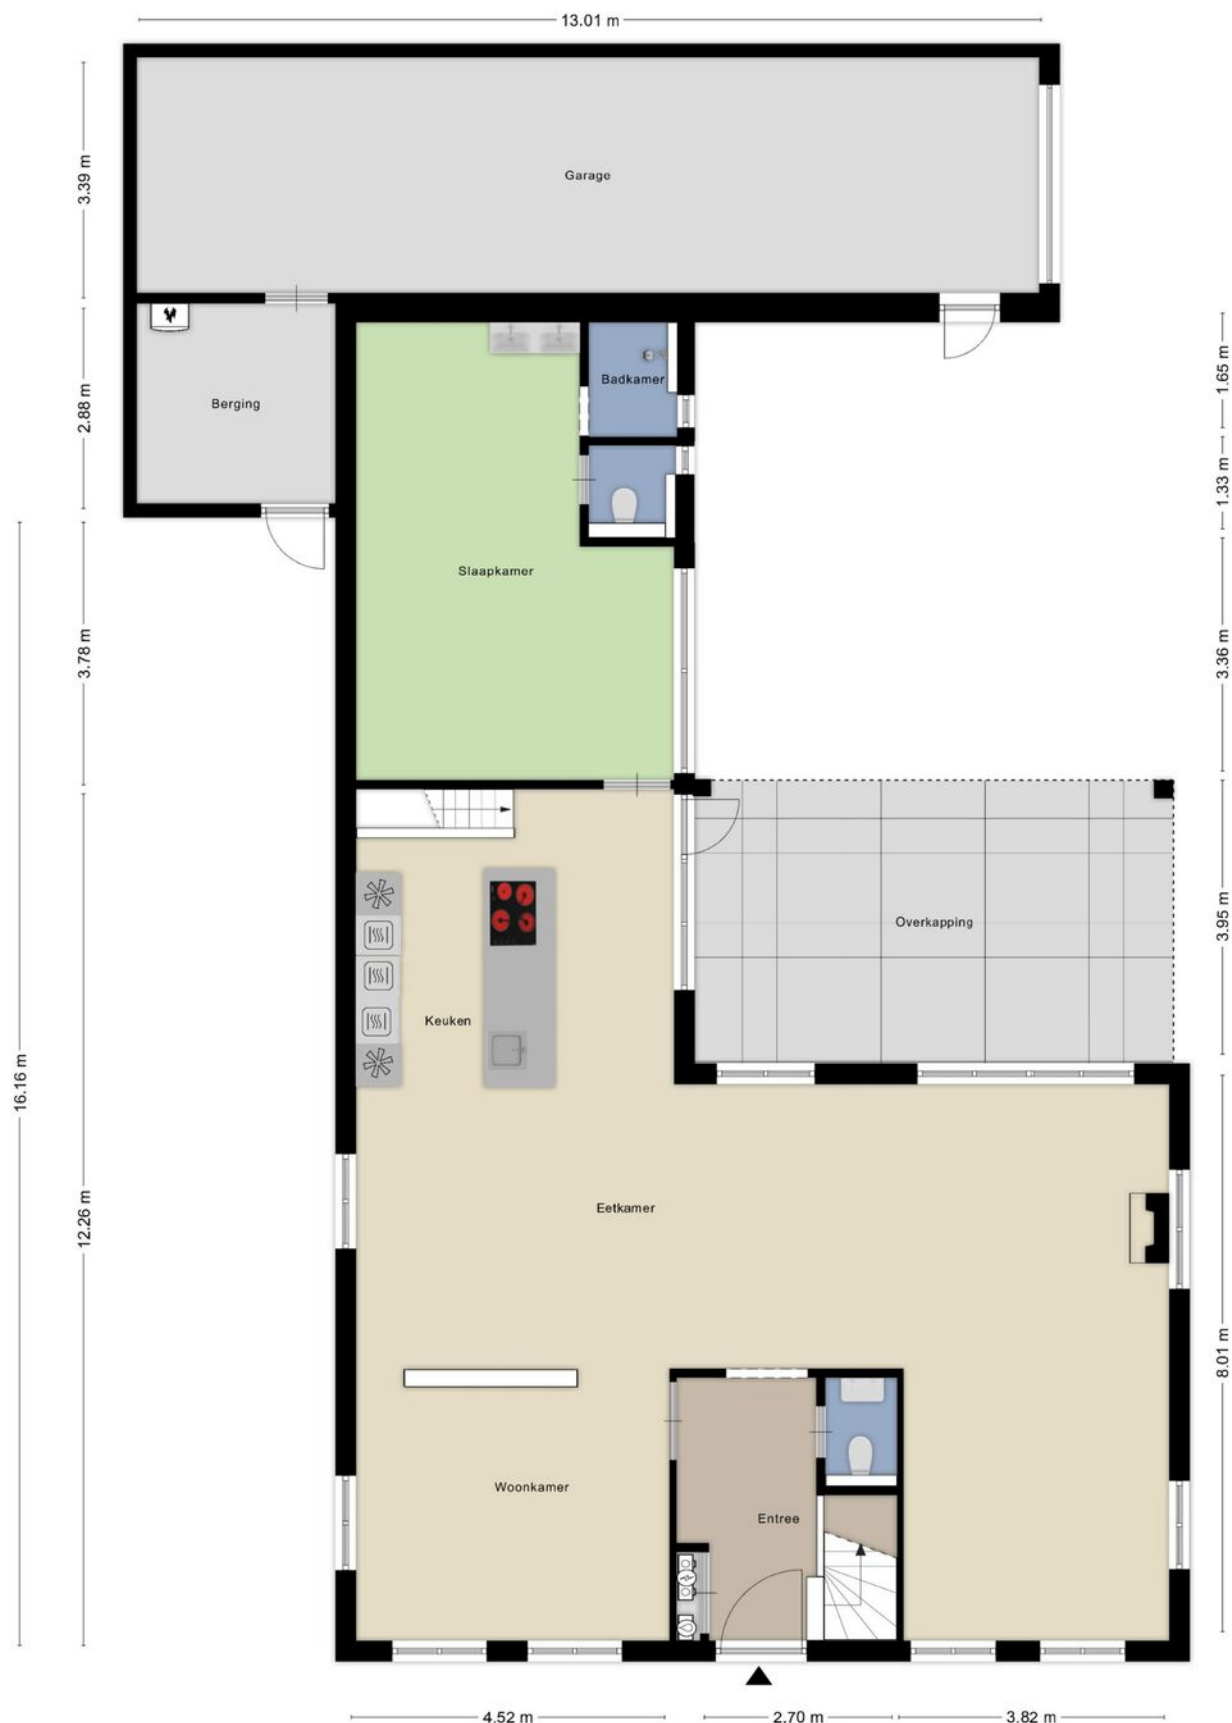 13.01 m
3.39 m
Garage
2.88 m
Berging
Badkamer
1.65 m
1.33 m
Slaapkamer
3.78 m
3.36 m
Overkapping
3.95 m
Keuken
16.16 m
12.26 m
Eetkamer
8.01 m
Woonkamer
Entree
4.52 m
2.70 m
3.82 m